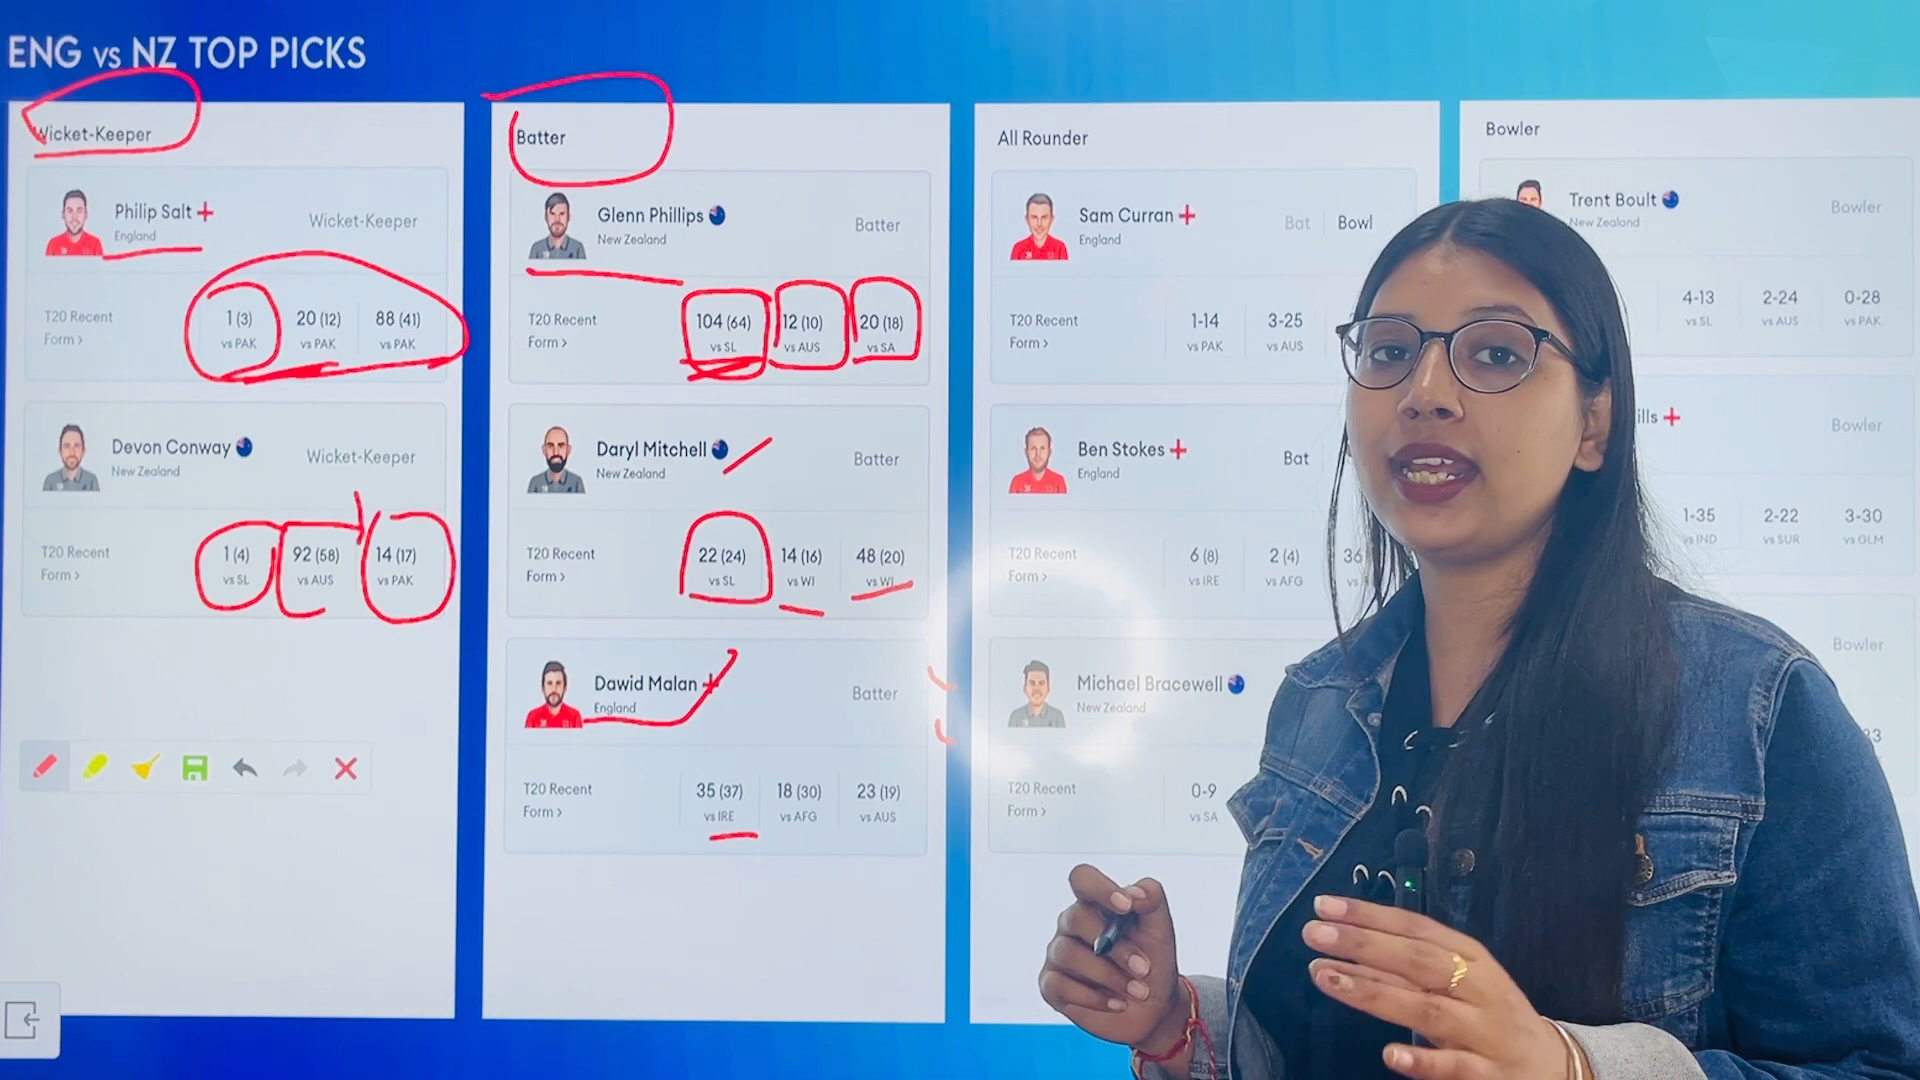 ENG vs NZ TOP PICKS
Wicket-Keeper
Philip Salt
England
Wicket-Keeper
T20 Recent
Form >
1 (3)
vs PAK
20 (12)
vs PAK
88 (41)
vs PAK
Devon Conway
New Zealand
Wicket-Keeper
T20 Recent
Form >
1 (4)
vs SL
92 (58)
vs AUS
14 (17)
vs PAK
Batter
Glenn Phillips
New Zealand
Batter
T20 Recent
Form >
104 (64)
vs SL
12 (10)
vs AUS
20 (18)
vs SA
Daryl Mitchell
New Zealand
Batter
T20 Recent
Form >
22 (24)
vs SL
14 (16)
vs WI
48 (20)
vs WI
Dawid Malan
England
Batter
T20 Recent
Form >
35 (37)
vs IRE
18 (30)
vs AFG
23 (19)
vs AUS
All Rounder
Sam Curran
England
Bat Bowl
T20 Recent
Form >
1-14
vs PAK
3-25
vs AUS
Ben Stokes
England
Bat
T20 Recent
Form >
6 (8)
vs IRE
2 (4)
vs AFG
36
vs
Michael Bracewell
New Zealand
T20 Recent
Form >
0-9
vs SA
Bowler
Trent Boult
New Zealand
Bowler
4-13
vs SL
2-24
vs AUS
0-28
vs PAK
ills
Bowler
1-35
vs IND
2-22
vs SUR
3-30
vs GLM
Bowler
33